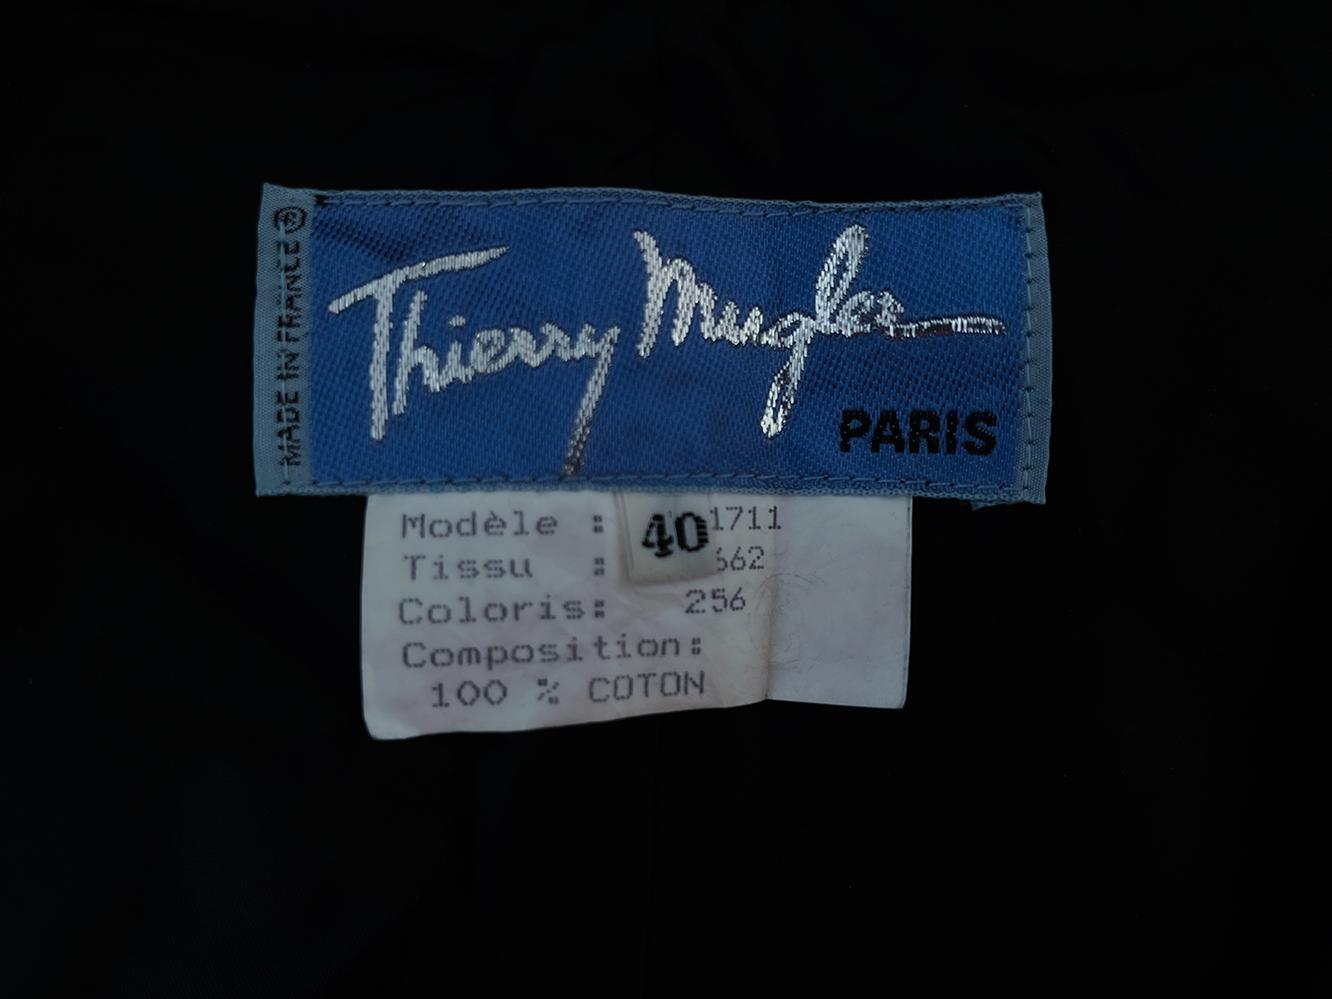 MADE IN FRANCE ®
Thierry Mugler
PARIS
40
Modèle : 1711
Tissu : 662
Coloris: 256
Composition:
100 % COTON